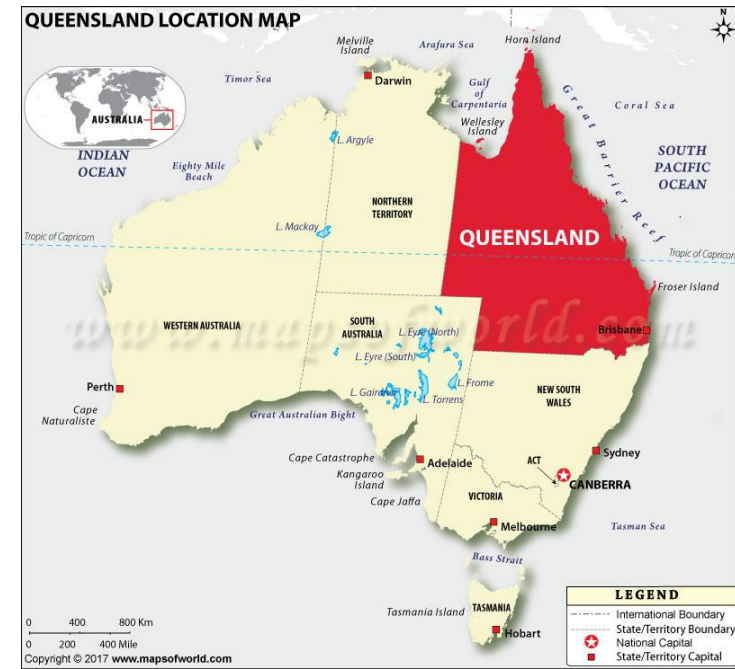 QUEENSLAND LOCATION MAP
N
Melville
Island
Arafura Sea
Horn Island
Timor Sea
Darwin
Gulf
of
Carpentaria
Wellesley
Island
Great Barrier Reef
Coral Sea
AUSTRALIA
INDIAN
OCEAN
L. Argyle
Eighty Mile
Beach
SOUTH
PACIFIC
OCEAN
NORTHERN
TERRITORY
L. Mackay
QUEENSLAND
Tropic of Capricorn
Tropic of Capricorn
Froser Island
WESTERN AUSTRALIA
SOUTH
AUSTRALIA
L. Eyre (North)
Brisbane
www.mapsofworld.com
L. Eyre (South)
Perth
L. Gairdner
L. Frome
L. Torrens
NEW SOUTH
WALES
Cape
Naturaliste
Great Australian Bight
Cape Catastrophe
Adelaide
Sydney
ACT
Kangaroo
Island
CANBERRA
Cape Jaffa
VICTORIA
Melbourne
Tasman Sea
Bass Strait
Tasmania Island
TASMANIA
Hobart
LEGEND
International Boundary
State/Territory Boundary
National Capital
State/Territory Capital
0 400 800 Km
0 200 400 Mile
Copyright © 2017 www.mapsofworld.com